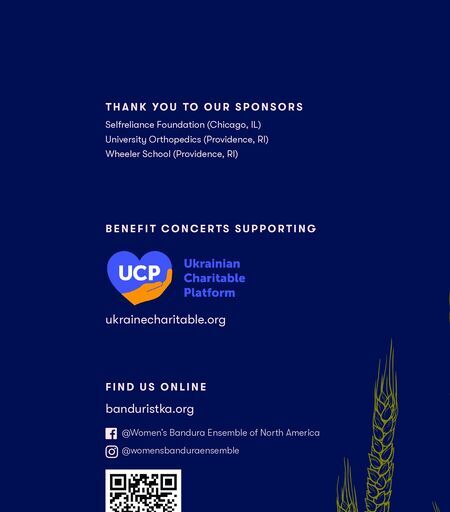 THANK YOU TO OUR SPONSORS
Selfreliance Foundation (Chicago, IL)
University Orthopedics (Providence, RI)
Wheeler School (Providence, RI)
BENEFIT CONCERTS SUPPORTING
UCP
Ukrainian
Charitable
Platform
ukrainecharitable.org
FIND US ONLINE
banduristka.org
@Women's Bandura Ensemble of North America
@womensbanduraensemble